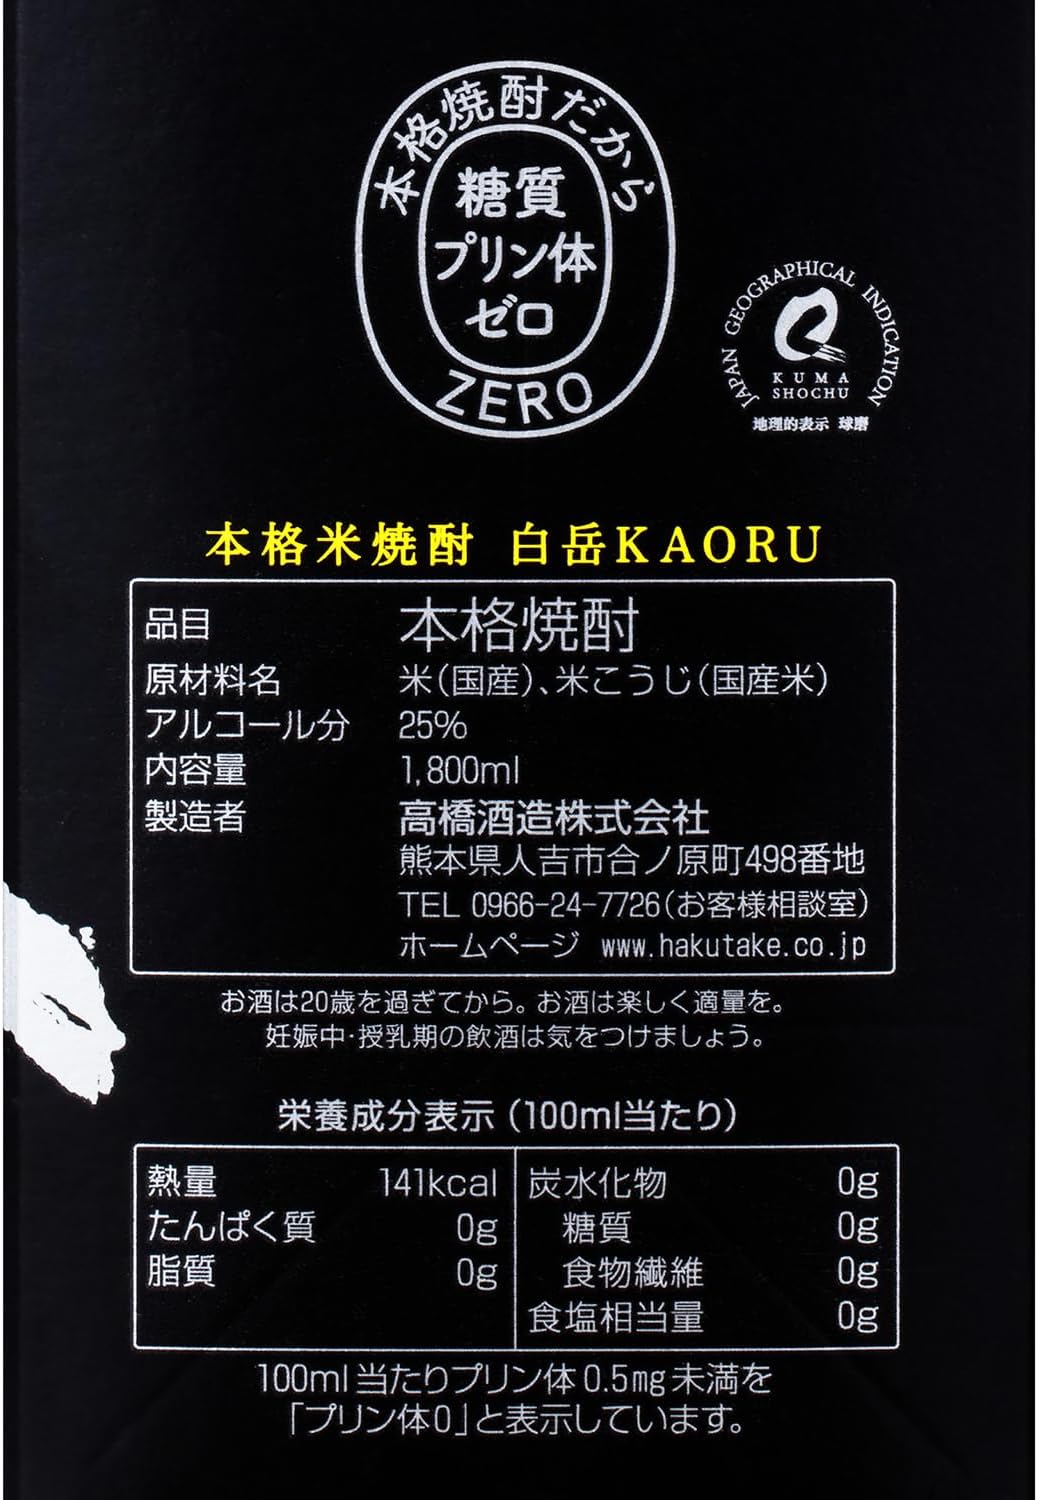 本格焼酎だから
糖質
プリン体
ゼロ
ZERO
JAPAN GEOGRAPHICAL INDICATION
KUMA
SHOCHU
地理的表示 球磨
本格米焼酎 白岳KAORU
品目 本格焼酎
原材料名 米(国産)、米こうじ(国産米)
アルコール分 25%
内容量 1,800ml
製造者 高橋酒造株式会社
熊本県人吉市合ノ原町498番地
TEL 0966-24-7726(お客様相談室)
ホームページ www.hakutake.co.jp
お酒は20歳を過ぎてから。お酒は楽しく適量を。
妊娠中・授乳期の飲酒は気をつけましょう。
栄養成分表示(100ml当たり)
熱量 141kcal
たんぱく質 0g
脂質 0g
炭水化物 0g
糖質 0g
食物繊維 0g
食塩相当量 0g
100ml当たりプリン体0.5mg未満を
「プリン体0」と表示しています。